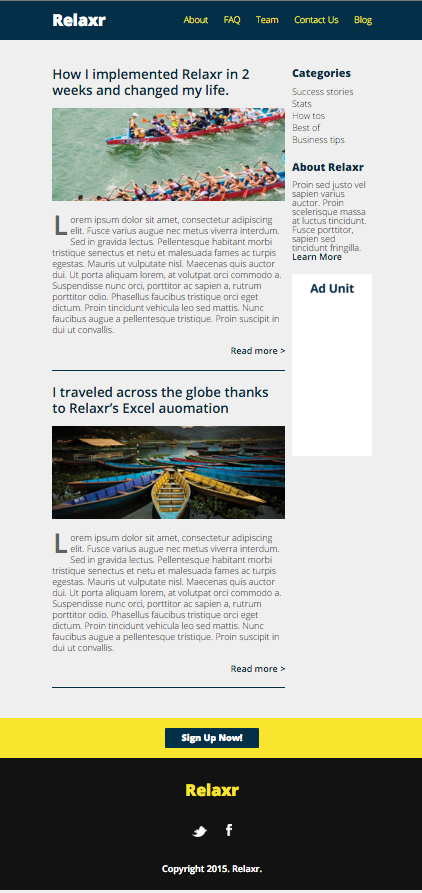 Relaxr
About FAQ Team Contact Us Blog
How I implemented Relaxr in 2
weeks and changed my life.
Lorem ipsum dolor sit amet, consectetur adipiscing
elit. Fusce varius augue nec metus viverra interdum.
Sed in gravida lectus. Pellentesque habitant morbi
tristique senectus et netu et malesuada fames ac turpis
egestas. Mauris ut vulputate nisl. Maecenas quis auctor
dui. Ut porta aliquam lorem, at volutpat orci commodo a.
Suspendisse nunc orci, porttitor ac sapien a, rutrum
porttitor odio. Phasellus faucibus tristique orci eget
dictum. Proin tincidunt vehicula leo sed mattis. Nunc
faucibus augue a pellentesque tristique. Proin suscipit in
dui ut convallis.
Read more >
I traveled across the globe thanks
to Relaxr’s Excel auomation
Lorem ipsum dolor sit amet, consectetur adipiscing
elit. Fusce varius augue nec metus viverra interdum.
Sed in gravida lectus. Pellentesque habitant morbi
tristique senectus et netu et malesuada fames ac turpis
egestas. Mauris ut vulputate nisl. Maecenas quis auctor
dui. Ut porta aliquam lorem, at volutpat orci commodo a.
Suspendisse nunc orci, porttitor ac sapien a, rutrum
porttitor odio. Phasellus faucibus tristique orci eget
dictum. Proin tincidunt vehicula leo sed mattis. Nunc
faucibus augue a pellentesque tristique. Proin suscipit in
dui ut convallis.
Read more >
Categories
Success stories
Stats
How tos
Best of
Business tips
About Relaxr
Proin sed justo vel
sapien varius
auctor. Proin
scelerisque massa
at luctus tincidunt.
Fusce porttitor,
sapien sed
tincidunt fringilla.
Learn More
Ad Unit
Sign Up Now!
Relaxr
Copyright 2015. Relaxr.